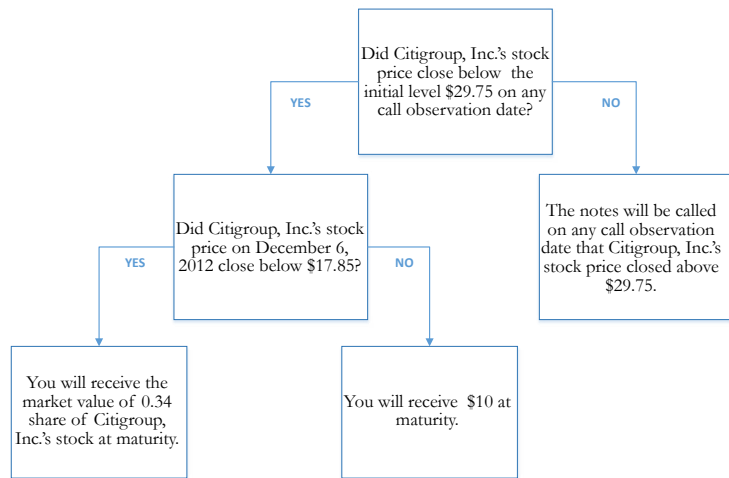 Did Citigroup, Inc.'s stock
price close below the
initial level $29.75 on any
call observation date?
YES
NO
Did Citigroup, Inc.'s stock
price on December 6,
2012 close below $17.85?
The notes will be called
on any call observation
date that Citigroup, Inc.'s
stock price closed above
$29.75.
YES
NO
You will receive the
market value of 0.34
share of Citigroup,
Inc.'s stock at maturity.
You will receive $10 at
maturity.